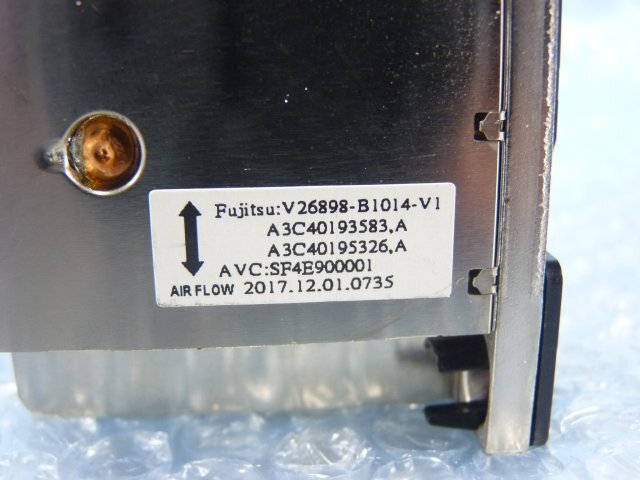 Fujitsu:V26898-B1014-V1
A3C40193583,A
A3C40195326,A
AVC:SF4E900001
AIR FLOW 2017.12.01.0735